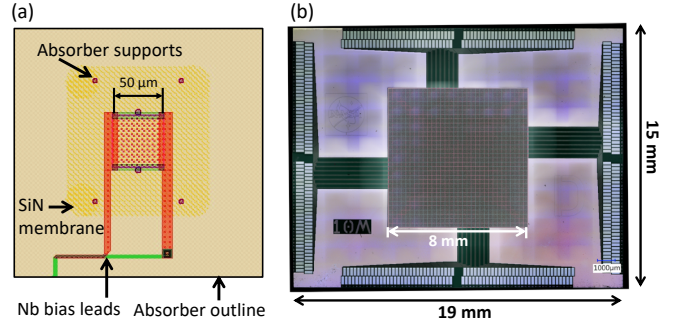 (a)
Absorber supports
50 µm
SiN
membrane
Nb bias leads
Absorber outline
(b)
10M
8 mm
1000µm
15 mm
19 mm